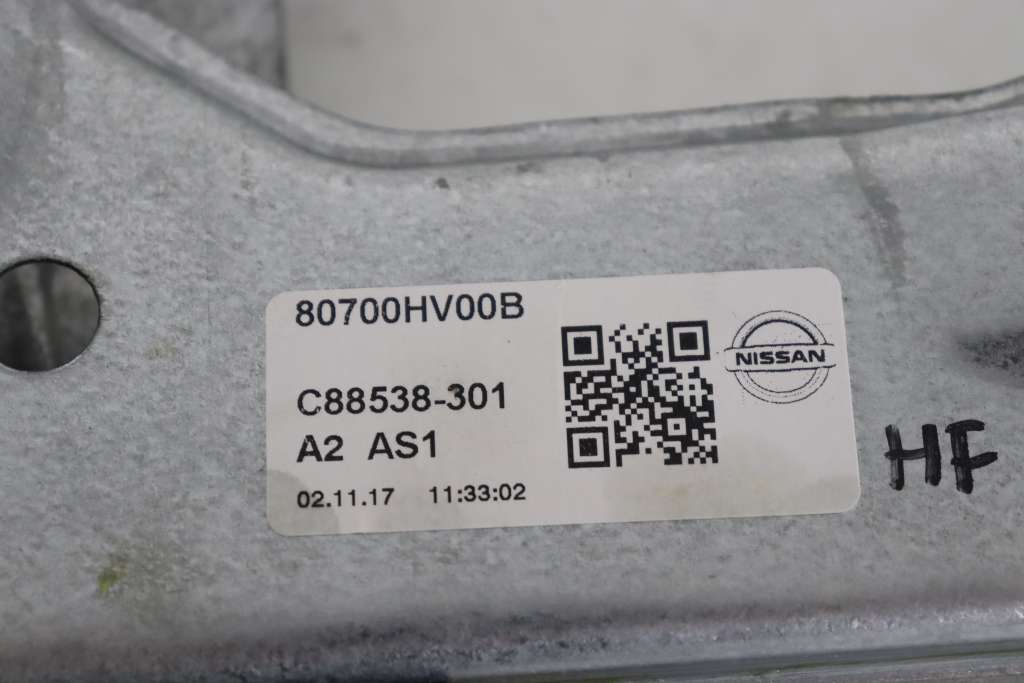 80700HV00B
C88538-301
A2 AS1
02.11.17 11:33:02
NISSAN
HF